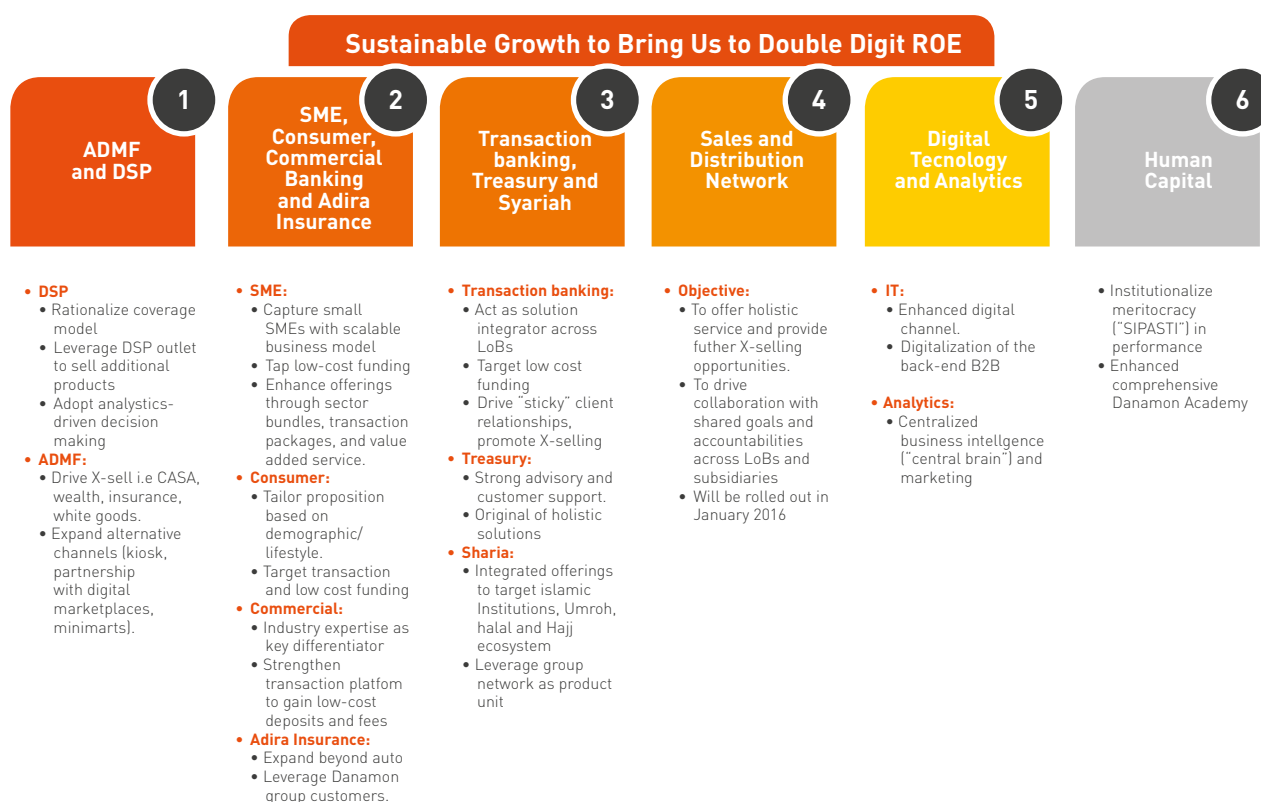 Sustainable Growth to Bring Us to Double Digit ROE
1
ADMF
and DSP
• DSP
• Rationalize coverage
model
• Leverage DSP outlet
to sell additional
products
• Adopt analystics-
driven decision
making
• ADMF:
• Drive X-sell i.e CASA,
wealth, insurance,
white goods.
• Expand alternative
channels (kiosk,
partnership
with digital
marketplaces,
minimarts).
2
SME,
Consumer,
Commercial
Banking
and Adira
Insurance
• SME:
• Capture small
SMEs with scalable
business model
• Tap low-cost funding
• Enhance offerings
through sector
bundles, transaction
packages, and value
added service.
• Consumer:
• Tailor proposition
based on
demographic/
lifestyle.
• Target transaction
and low cost funding
• Commercial:
• Industry expertise as
key differentiator
• Strengthen
transaction platfom
to gain low-cost
deposits and fees
• Adira Insurance:
• Expand beyond auto
• Leverage Danamon
group customers.
3
Transaction
banking,
Treasury and
Syariah
• Transaction banking:
• Act as solution
integrator across
LoBs
• Target low cost
funding
• Drive "sticky" client
relationships,
promote X-selling
• Treasury:
• Strong advisory and
customer support.
• Original of holistic
solutions
• Sharia:
• Integrated offerings
to target islamic
Institutions, Umroh,
halal and Hajj
ecosystem
• Leverage group
network as product
unit
4
Sales and
Distribution
Network
• Objective:
• To offer holistic
service and provide
futher X-selling
opportunities.
• To drive
collaboration with
shared goals and
accountabilities
across LoBs and
subsidiaries
• Will be rolled out in
January 2016
5
Digital
Tecnology
and Analytics
• IT:
• Enhanced digital
channel.
• Digitalization of the
back-end B2B
• Analytics:
• Centralized
business intellgence
("central brain") and
marketing
6
Human
Capital
• Institutionalize
meritocracy
("SIPASTI") in
performance
• Enhanced
comprehensive
Danamon Academy